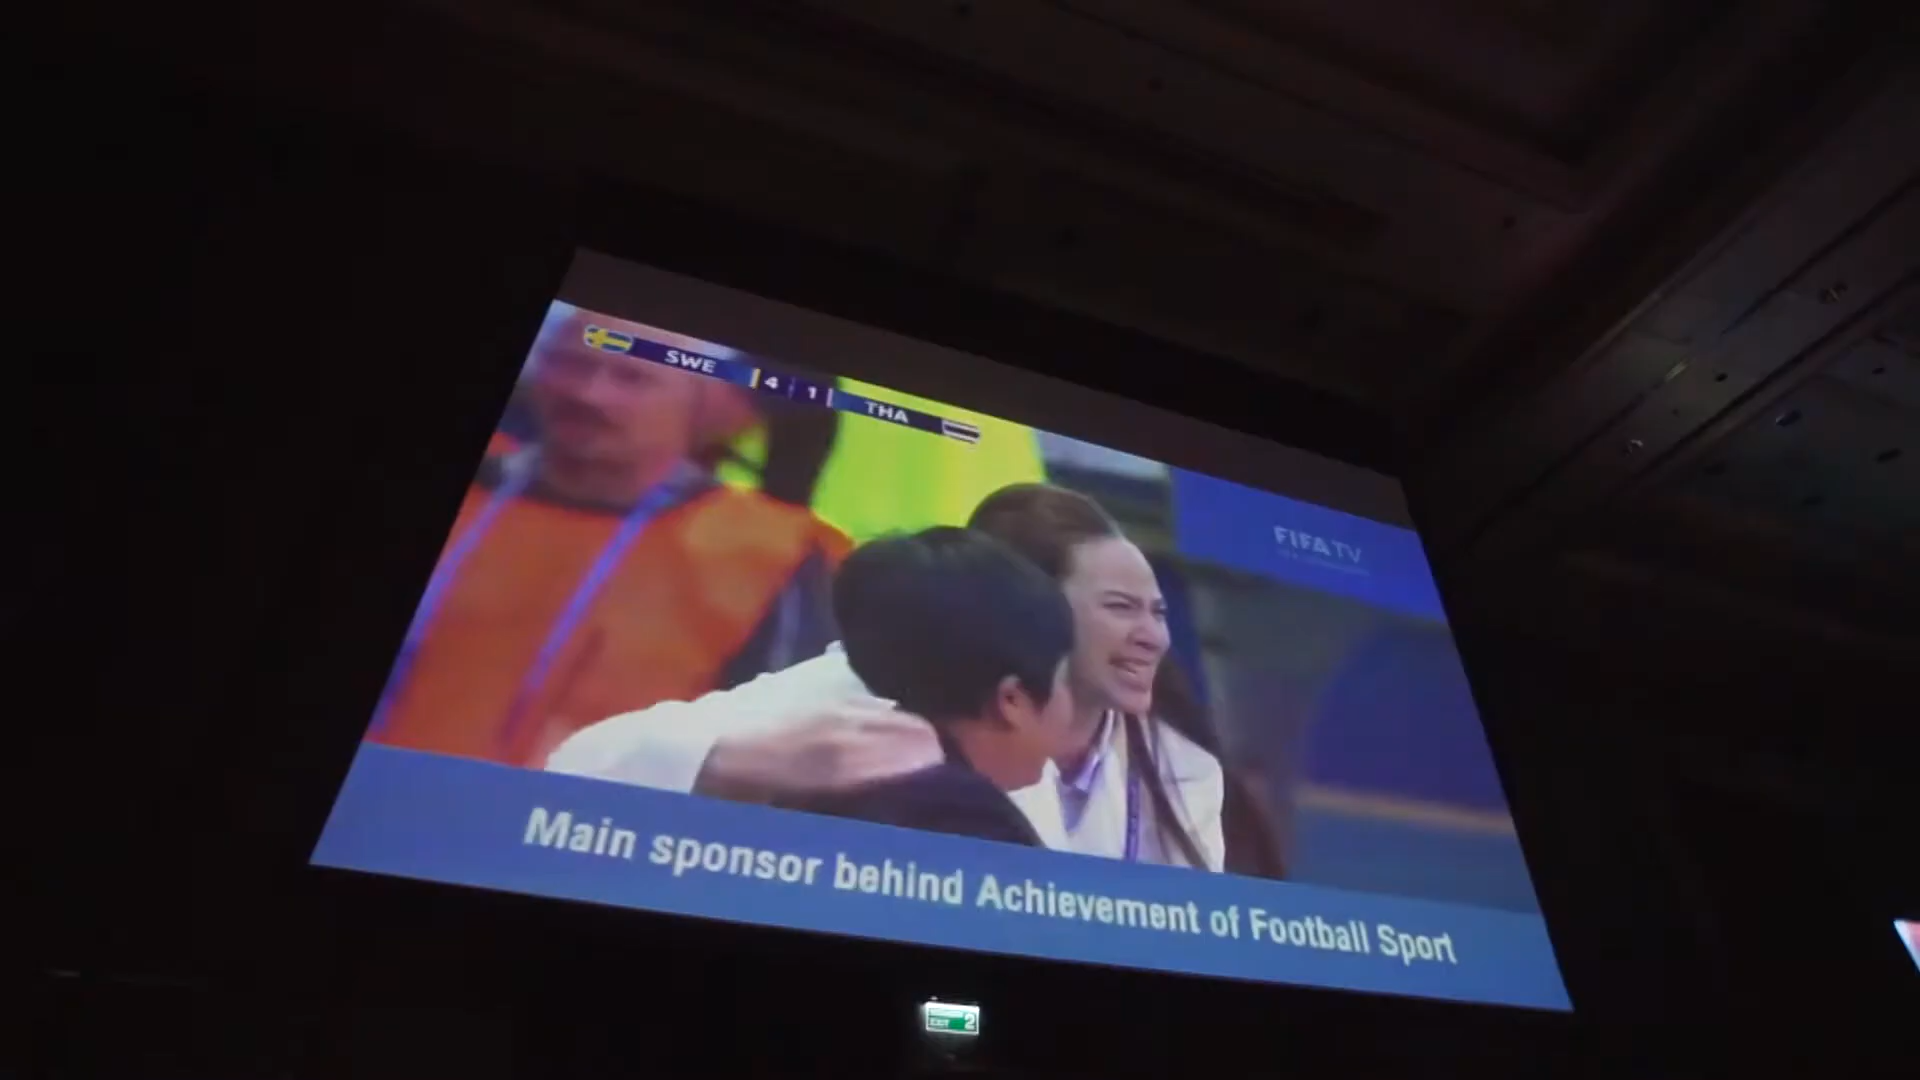 SWE 4 1 THA
FIFA TV
Main sponsor behind Achievement of Football Sport
EXIT 2